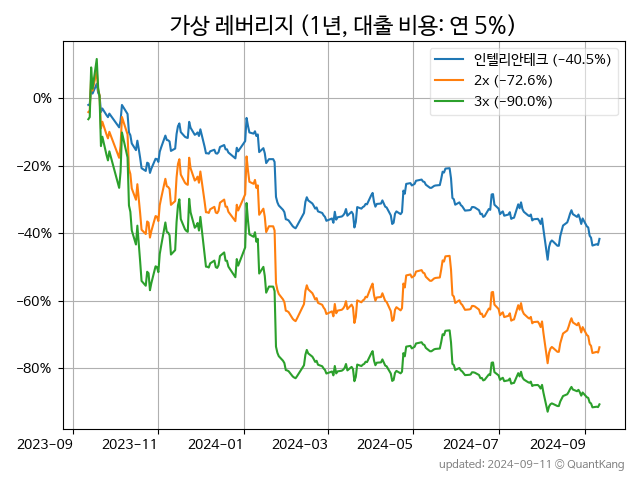 가상 레버리지 (1년, 대출 비용: 연 5%)
인텔리안테크 (−40.5%)
2x (−72.6%)
3x (−90.0%)
0%
−20%
−40%
−60%
−80%
2023-09 2023-11 2024-01 2024-03 2024-05 2024-07 2024-09
updated: 2024-09-11 © QuantKang